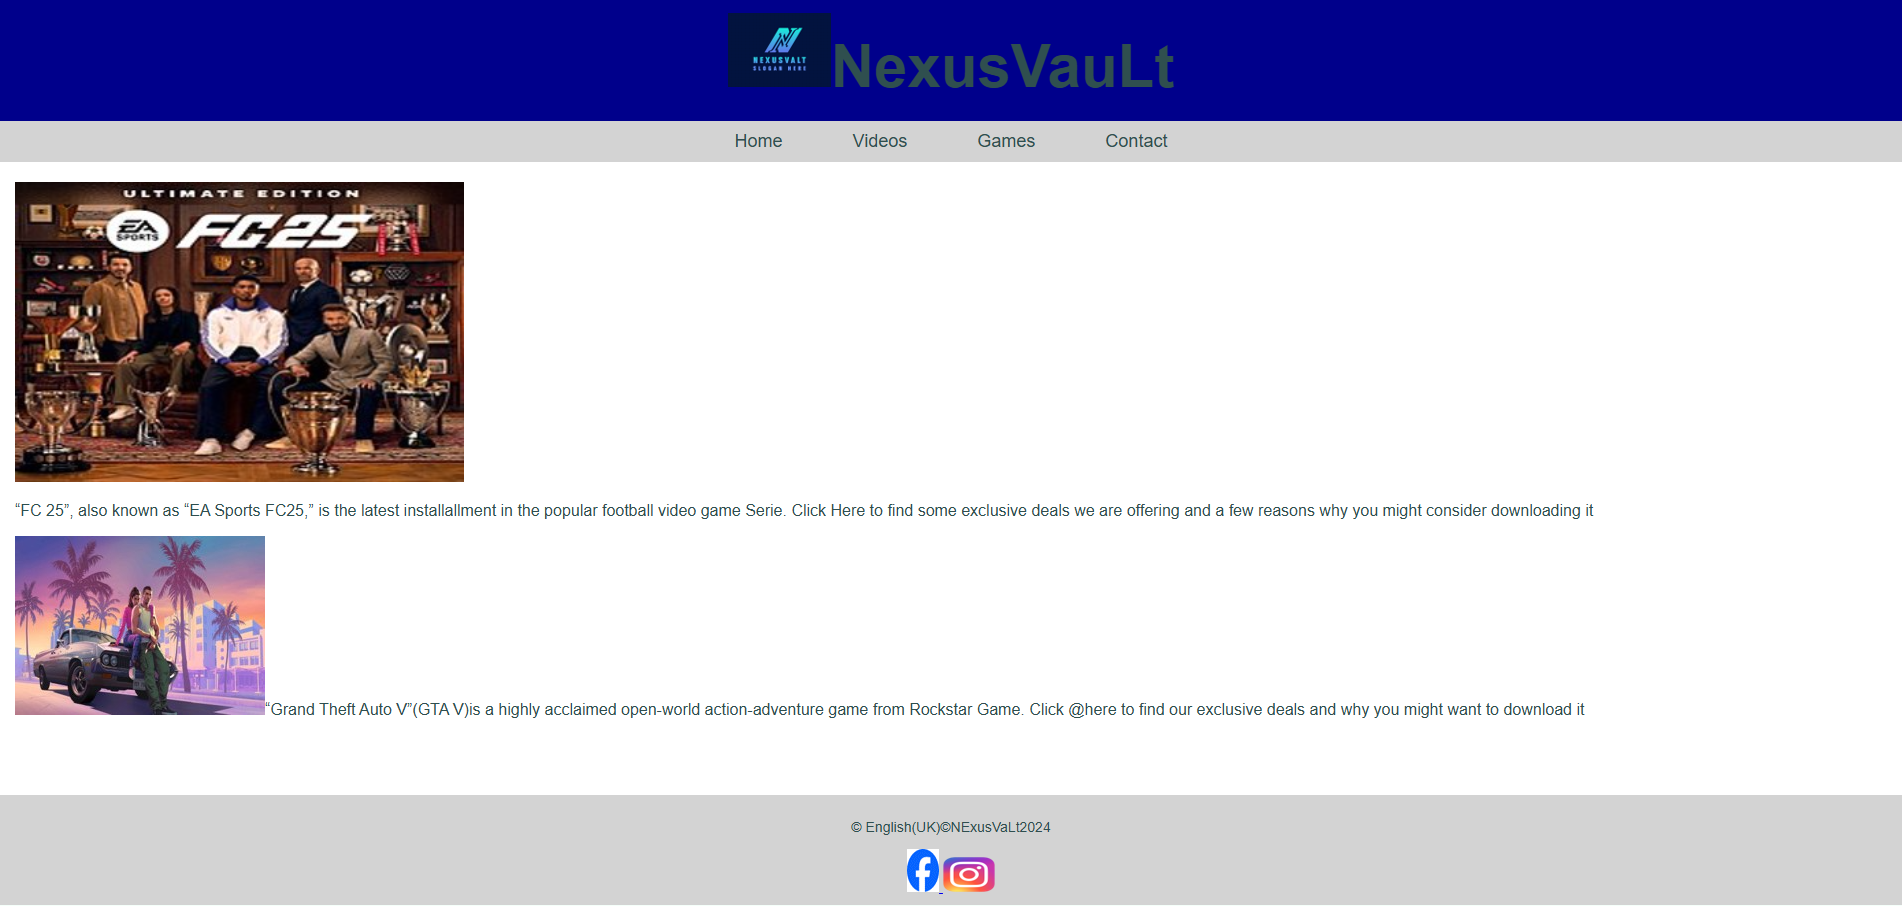 NEXUSVALT
SLOGAN HERE
NexusVauLt
Home Videos Games Contact
ULTIMATE EDITION
EA SPORTS FC25
“FC 25”, also known as “EA Sports FC25,” is the latest installallment in the popular football video game Serie. Click Here to find some exclusive deals we are offering and a few reasons why you might consider downloading it
“Grand Theft Auto V”(GTA V)is a highly acclaimed open-world action-adventure game from Rockstar Game. Click @here to find our exclusive deals and why you might want to download it
© English(UK)©NExusVaLt2024